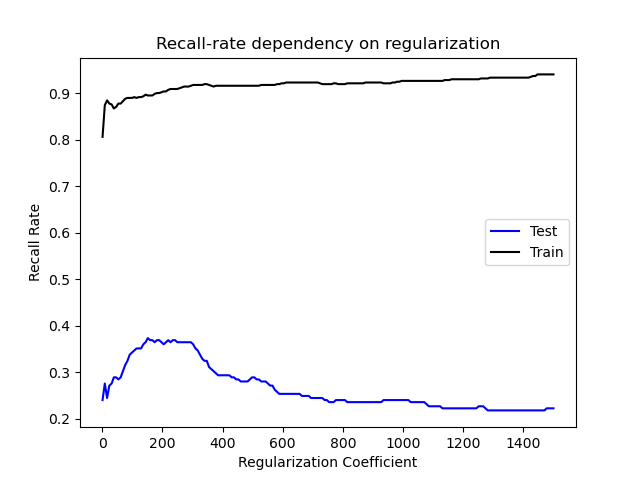 Recall-rate dependency on regularization
Recall Rate
0.9
0.8
0.7
0.6
0.5
0.4
0.3
0.2
Test
Train
0 200 400 600 800 1000 1200 1400
Regularization Coefficient